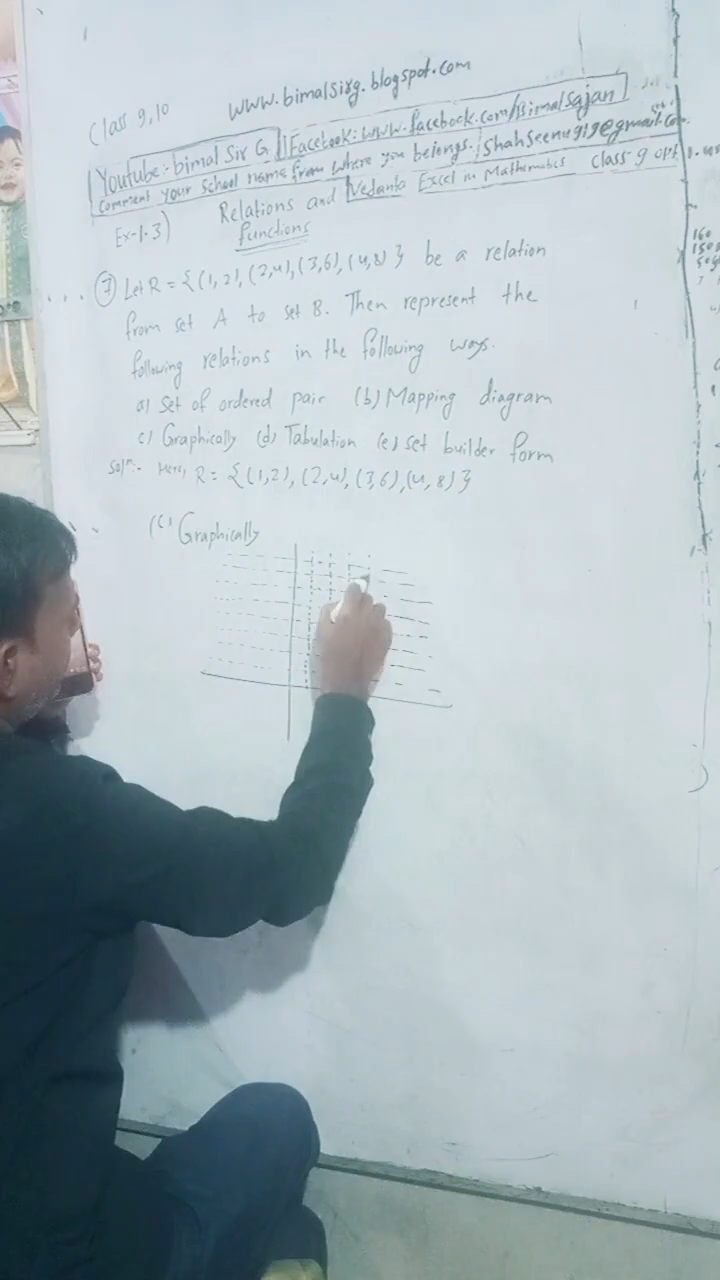 Class 9,10
www.bimalsirg.blogspot.com
Youtube:- bimal Sir G || Facebook: www.facebook.com/Bimalsajan
Comment your school name from where you belongs. /
Relations and functions
Vedanta Excel in Mathematics class 9 opt
Ex-1.3)
⑦ Let R = {(1,2), (2,4), (3,6), (4,8)} be a relation
from set A to set B. Then represent the
following relations in the following ways.
a) Set of ordered pair (b) Mapping diagram
c) Graphically (d) Tabulation (e) set builder form
Solⁿ:- Here, R = {(1,2), (2,4), (3,6), (4,8)}
(c) Graphically